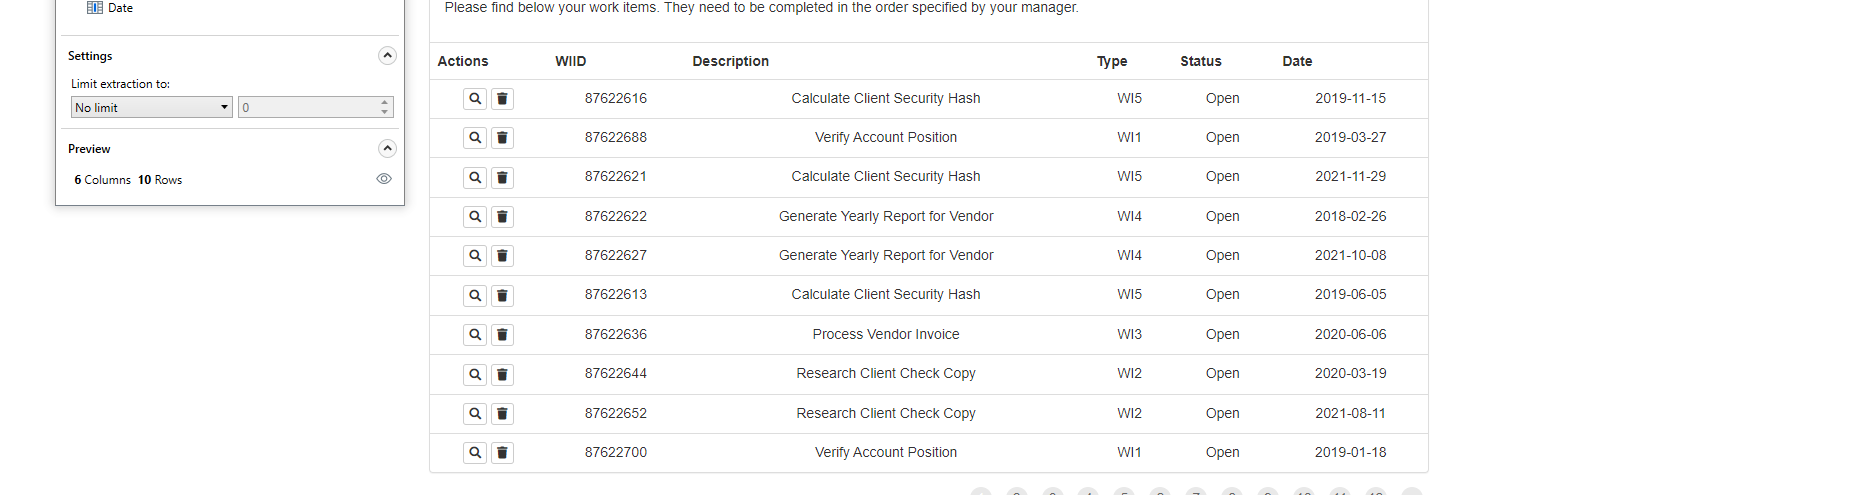 Date
Settings
Limit extraction to:
No limit 0
Preview
6 Columns 10 Rows
Please find below your work items. They need to be completed in the order specified by your manager.
Actions WIID Description Type Status Date
87622616 Calculate Client Security Hash WI5 Open 2019-11-15
87622688 Verify Account Position WI1 Open 2019-03-27
87622621 Calculate Client Security Hash WI5 Open 2021-11-29
87622622 Generate Yearly Report for Vendor WI4 Open 2018-02-26
87622627 Generate Yearly Report for Vendor WI4 Open 2021-10-08
87622613 Calculate Client Security Hash WI5 Open 2019-06-05
87622636 Process Vendor Invoice WI3 Open 2020-06-06
87622644 Research Client Check Copy WI2 Open 2020-03-19
87622652 Research Client Check Copy WI2 Open 2021-08-11
87622700 Verify Account Position WI1 Open 2019-01-18